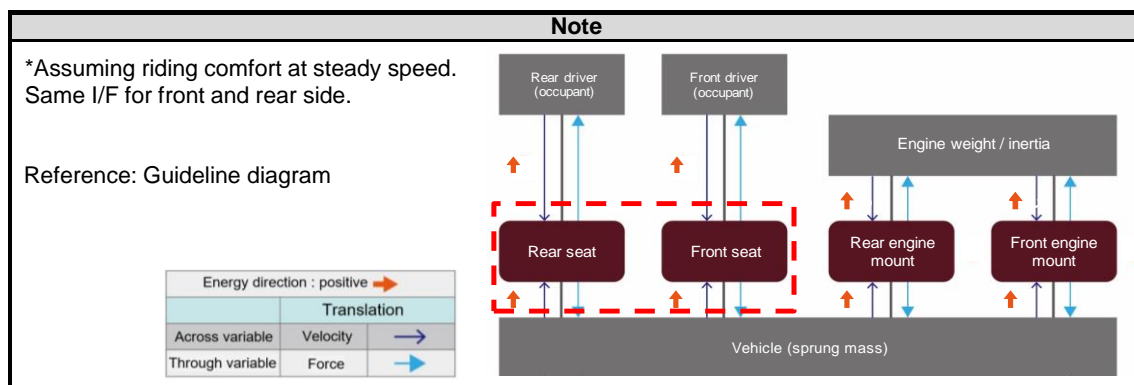 Note
*Assuming riding comfort at steady speed.
Same I/F for front and rear side.
Reference: Guideline diagram
Rear driver
(occupant)
Front driver
(occupant)
Engine weight / inertia
Rear seat
Front seat
Rear engine
mount
Front engine
mount
Vehicle (sprung mass)
Energy direction : positive
Translation
Across variable Velocity
Through variable Force